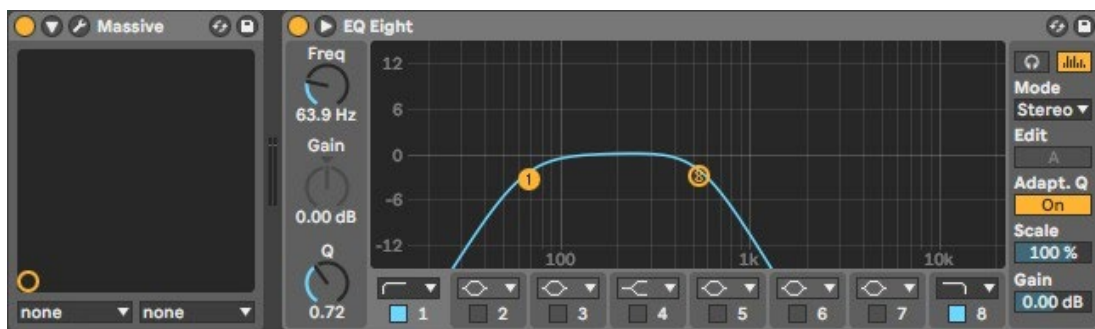 Massive
none
none
EQ Eight
Freq
63.9 Hz
Gain
0.00 dB
Q
0.72
12
6
0
-6
-12
100
1k
10k
1
8
1
2
3
4
5
6
7
8
Mode
Stereo
Edit
A
Adapt. Q
On
Scale
100 %
Gain
0.00 dB